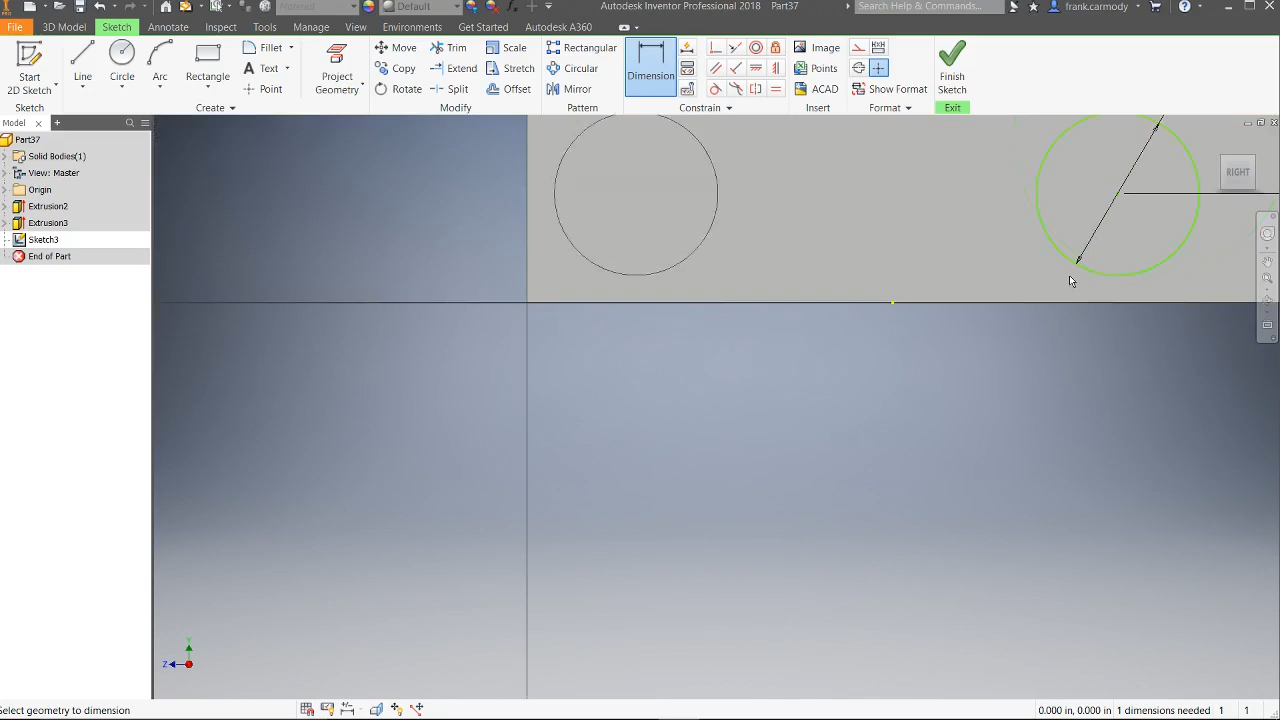 PRO
Material
Default
Autodesk Inventor Professional 2018 Part37
Search Help & Commands...
frank.carmody
File
3D Model
Sketch
Annotate
Inspect
Tools
Manage
View
Environments
Get Started
Autodesk A360
Start
2D Sketch
Line
Circle
Arc
Rectangle
Fillet
Text
Point
Project
Geometry
Move
Copy
Rotate
Trim
Extend
Split
Scale
Stretch
Offset
Rectangular
Circular
Mirror
Dimension
Image
Points
ACAD
Show Format
Finish
Sketch
Sketch
Create
Modify
Pattern
Constrain
Insert
Format
Exit
Model
Part37
Solid Bodies(1)
View: Master
Origin
Extrusion2
Extrusion3
Sketch3
End of Part
RIGHT
Y
Z
Select geometry to dimension
0.000 in, 0.000 in
1 dimensions needed
1
1